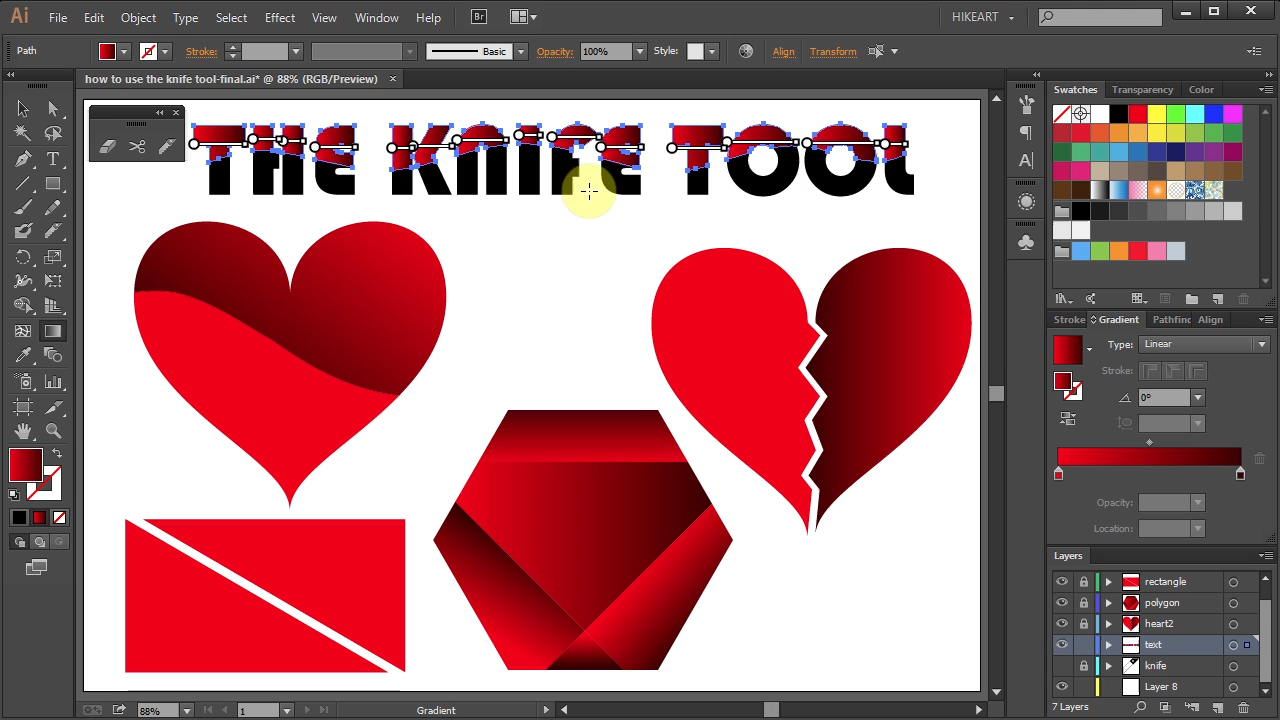 Ai File Edit Object Type Select Effect View Window Help Br HIKEART
Path Stroke: Basic Opacity: 100% Style: Align Transform
how to use the knife tool-final.ai* @ 88% (RGB/Preview) ×
THE KNIFE TOOL
Swatches Transparency Color
Stroke Gradient Pathfinc Align
Type: Linear
Stroke:
0°
Opacity:
Location:
Layers
rectangle
polygon
heart2
text
knife
Layer 8
7 Layers
88% 1 Gradient